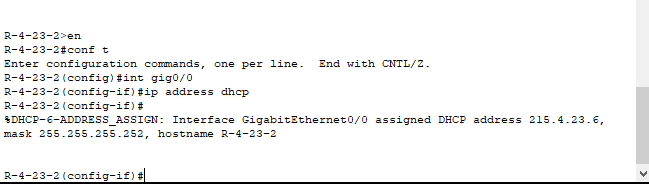 R-4-23-2>en
R-4-23-2#conf t
Enter configuration commands, one per line.  End with CNTL/Z.
R-4-23-2(config)#int gig0/0
R-4-23-2(config-if)#ip address dhcp
R-4-23-2(config-if)#
%DHCP-6-ADDRESS_ASSIGN: Interface GigabitEthernet0/0 assigned DHCP address 215.4.23.6,
mask 255.255.255.252, hostname R-4-23-2
R-4-23-2(config-if)#